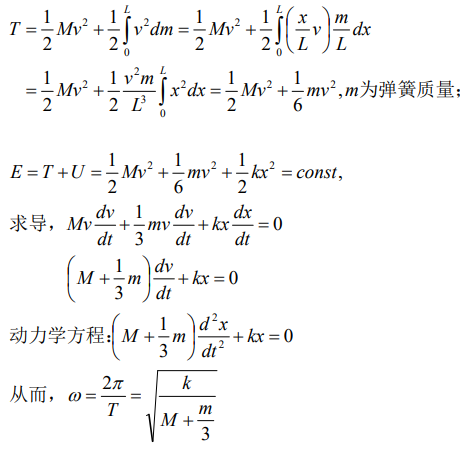 T = \frac{1}{2}Mv^2 + \frac{1}{2}\int_0^L v^2 dm = \frac{1}{2}Mv^2 + \frac{1}{2}\int_0^L \left(\frac{x}{L}v\right)\frac{m}{L}dx
= \frac{1}{2}Mv^2 + \frac{1}{2}\frac{v^2 m}{L^3}\int_0^L x^2 dx = \frac{1}{2}Mv^2 + \frac{1}{6}mv^2, m为弹簧质量;
E = T + U = \frac{1}{2}Mv^2 + \frac{1}{6}mv^2 + \frac{1}{2}kx^2 = const,
求导，Mv\frac{dv}{dt} + \frac{1}{3}mv\frac{dv}{dt} + kx\frac{dx}{dt} = 0
\left(M + \frac{1}{3}m\right)\frac{dv}{dt} + kx = 0
动力学方程:\left(M + \frac{1}{3}m\right)\frac{d^2x}{dt^2} + kx = 0
从而，ω = \frac{2π}{T} = \sqrt{\frac{k}{M + \frac{m}{3}}}